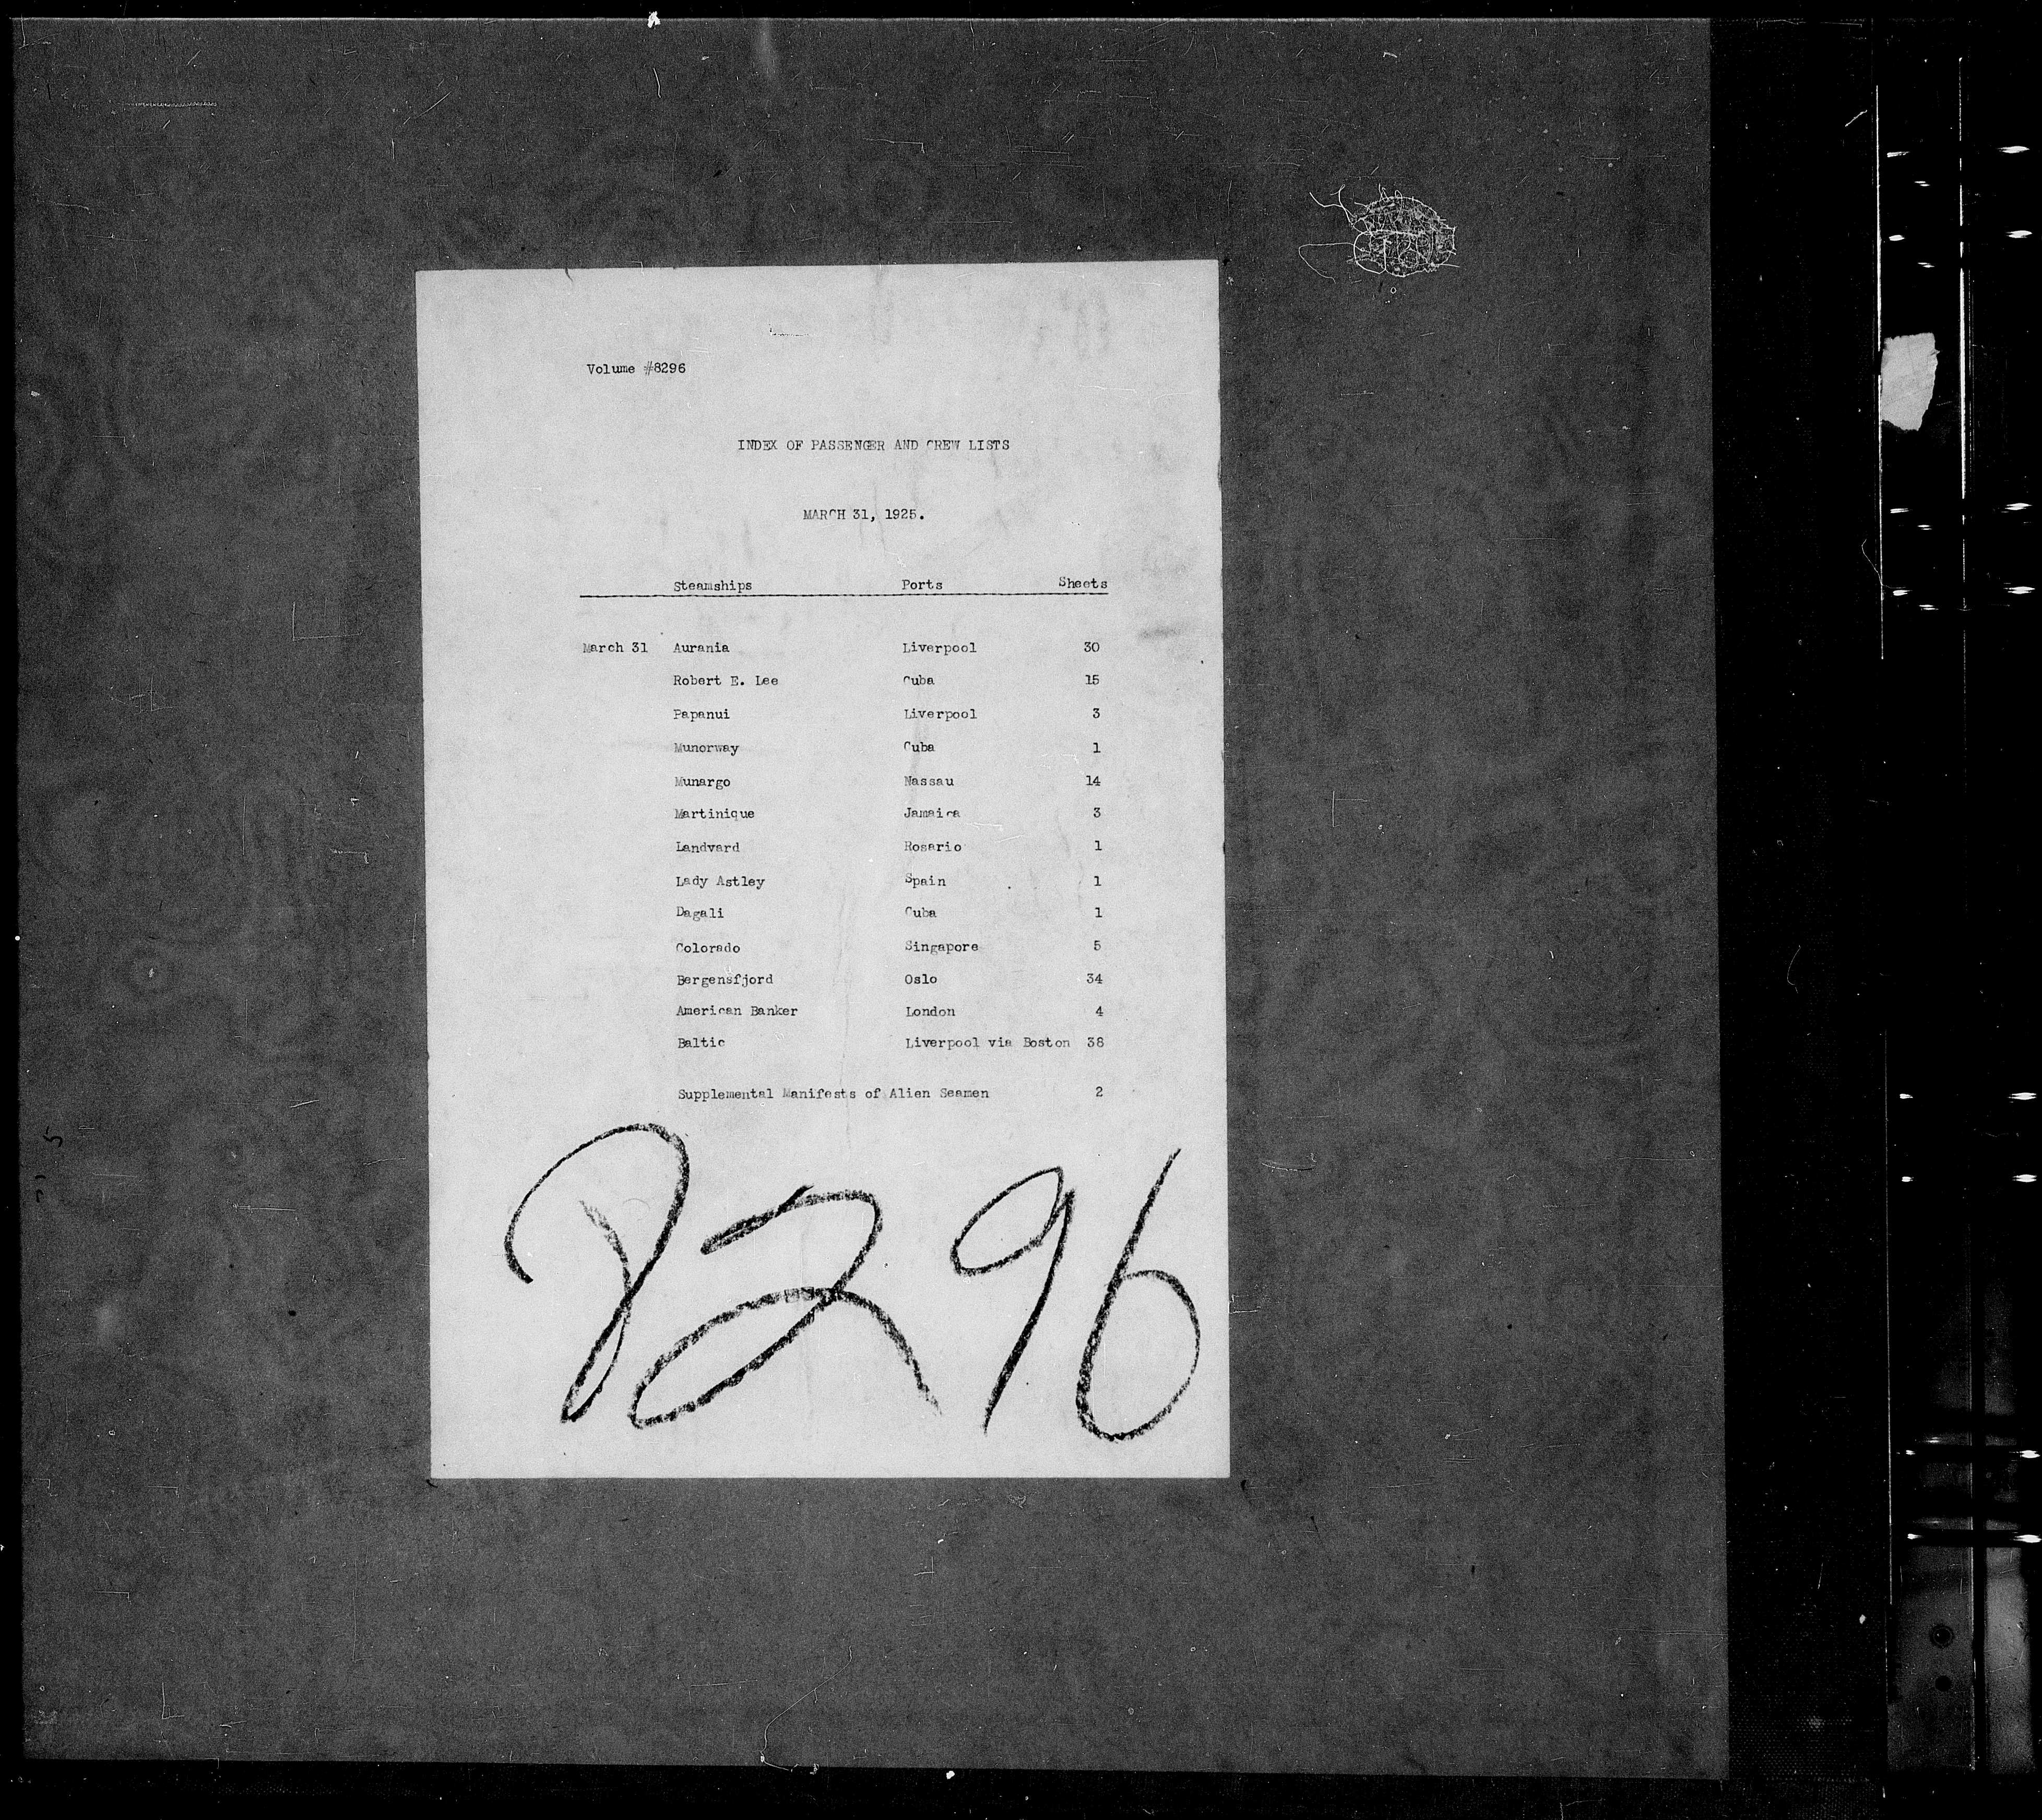 Volume #8296
INDEX OF PASSENGER AND CREW LISTS
MARCH 31, 1925.
Steamships Ports Sheets
March 31 Aurania Liverpool 30
Robert E. Lee Cuba 15
Papanui Liverpool 3
Munorway Cuba 1
Munargo Nassau 14
Martinique Jamaica 3
Landvard Rosario 1
Lady Astley Spain 1
Dagali Cuba 1
Colorado Singapore 5
Bergensfjord Oslo 34
American Banker London 4
Baltic Liverpool via Boston 38
Supplemental Manifests of Alien Seamen 2
8296